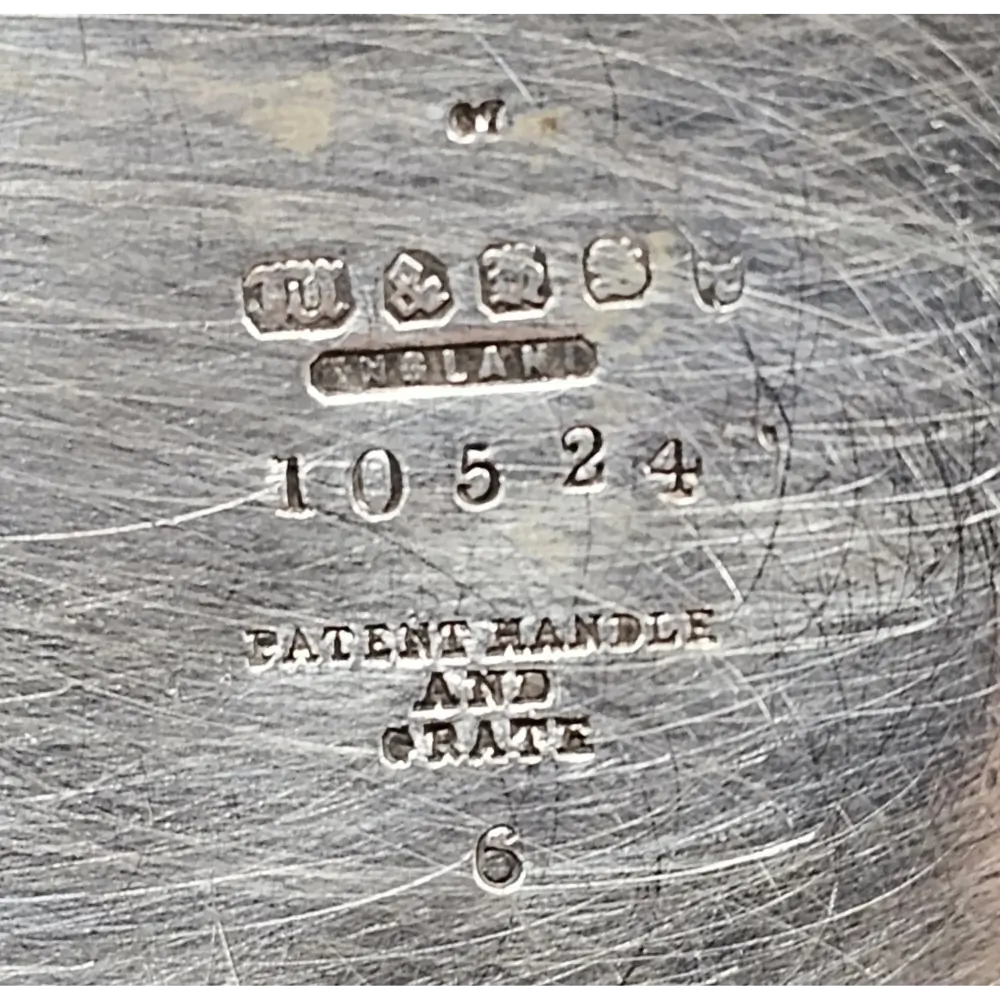 & S
ENGLAND
10524
PATENT HANDLE
AND
GRATE
6